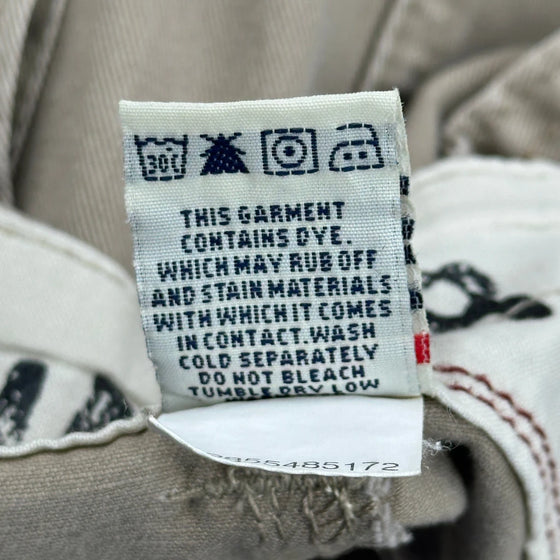 30C
THIS GARMENT
CONTAINS DYE.
WHICH MAY RUB OFF
AND STAIN MATERIALS
WITH WHICH IT COMES
IN CONTACT.WASH
COLD SEPARATELY
DO NOT BLEACH
TUMBLE DRY LOW
55485172